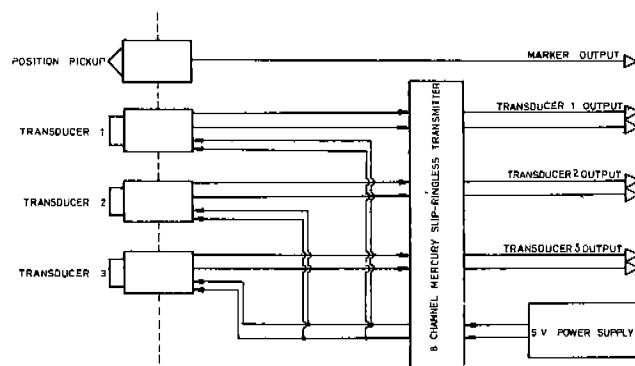 POSITION PICKUP
MARKER OUTPUT
TRANSDUCER 1
TRANSDUCER 1 OUTPUT
TRANSDUCER 2
TRANSDUCER 2 OUTPUT
TRANSDUCER 3
TRANSDUCER 3 OUTPUT
8 CHANNEL MERCURY SLIP-RINGLESS TRANSMITTER
5 V POWER SUPPLY